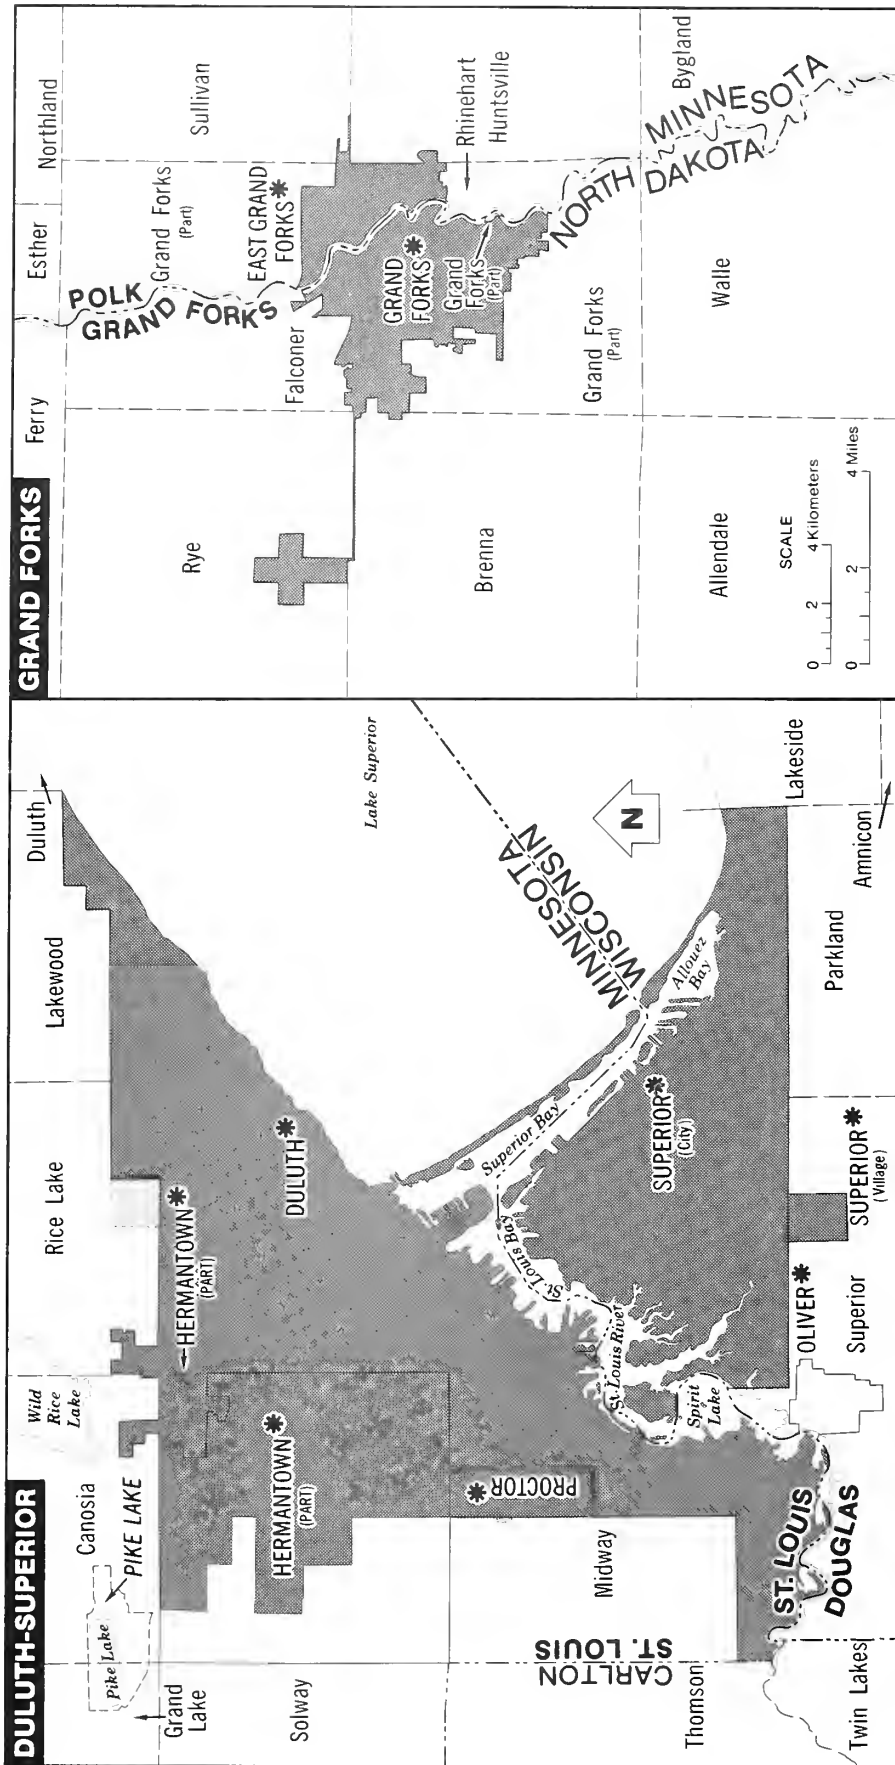 DULUTH-SUPERIOR
Wild
Rice
Lake
Rice Lake
Lakewood
Duluth
Canosia
PIKE LAKE
Pike Lake
Grand
Lake
HERMANTOWN
(PART)
HERMANTOWN
(PART)
DULUTH
Lake Superior
Solway
PROCTOR
Midway
CARLTON
ST. LOUIS
Thomson
Twin Lakes
ST. LOUIS
DOUGLAS
Spirit
Lake
St. Louis River
St. Louis Bay
Superior Bay
MINNESOTA
WISCONSIN
N
Allouez
Bay
SUPERIOR
(City)
OLIVER
Superior
SUPERIOR
(Village)
Parkland
Amnicon
Lakeside
GRAND FORKS
Ferry
Esther
Northland
POLK
GRAND FORKS
Grand Forks
(Part)
Sullivan
Rye
Falconer
EAST GRAND
FORKS
GRAND
FORKS
Grand
Forks
(Part)
Rhinehart
Huntsville
Brenna
Grand Forks
(Part)
NORTH DAKOTA
MINNESOTA
Bygland
Allendale
Walle
SCALE
0 2 4 Kilometers
0 2 4 Miles